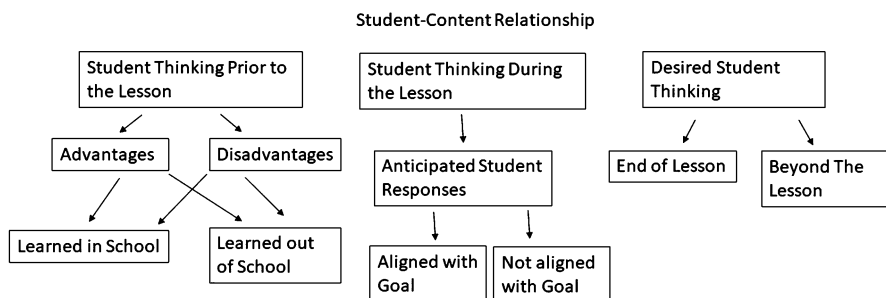 Student-Content Relationship
Student Thinking Prior to
the Lesson
Student Thinking During
the Lesson
Desired Student
Thinking
Advantages
Disadvantages
Anticipated Student
Responses
End of Lesson
Beyond The
Lesson
Learned in School
Learned out
of School
Aligned with
Goal
Not aligned
with Goal